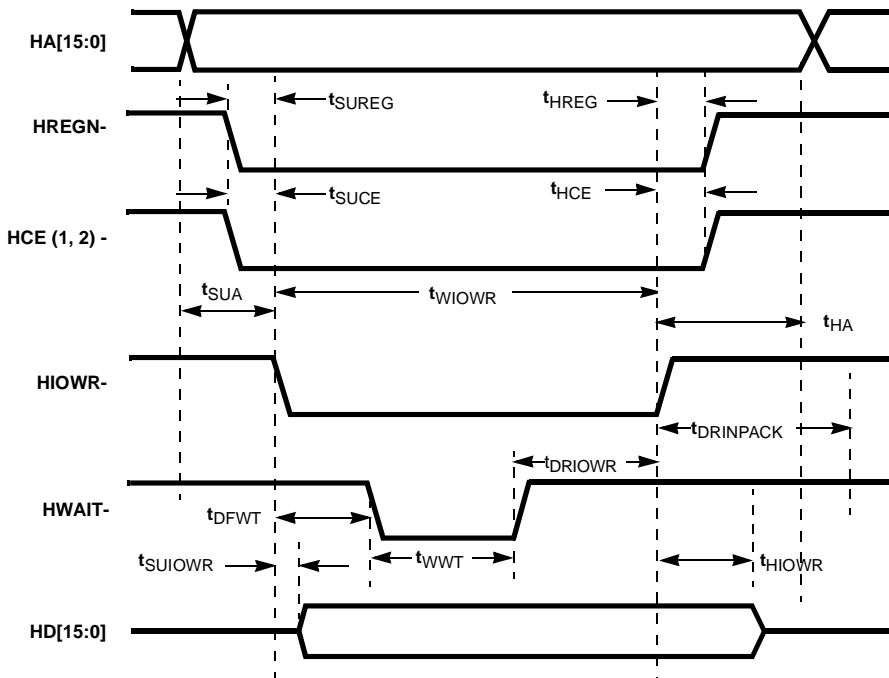 HA[15:0]
tSUREG
tHREG
HREGN-
tSUCE
tHCE
HCE (1, 2) -
tSUA
tWIOWR
tHA
HIOWR-
tDRINPACK
tDRIOWR
HWAIT-
tDFWT
tSUIOWR
tWWT
tHIOWR
HD[15:0]